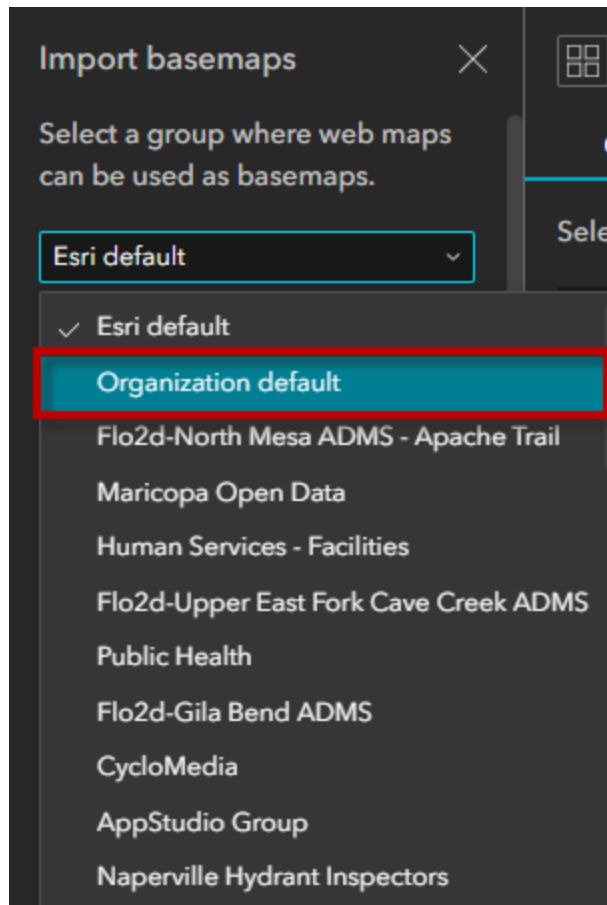 Import basemaps
Select a group where web maps
can be used as basemaps.
Sele
Esri default
Esri default
Organization default
Flo2d-North Mesa ADMS - Apache Trail
Maricopa Open Data
Human Services - Facilities
Flo2d-Upper East Fork Cave Creek ADMS
Public Health
Flo2d-Gila Bend ADMS
CycloMedia
AppStudio Group
Naperville Hydrant Inspectors